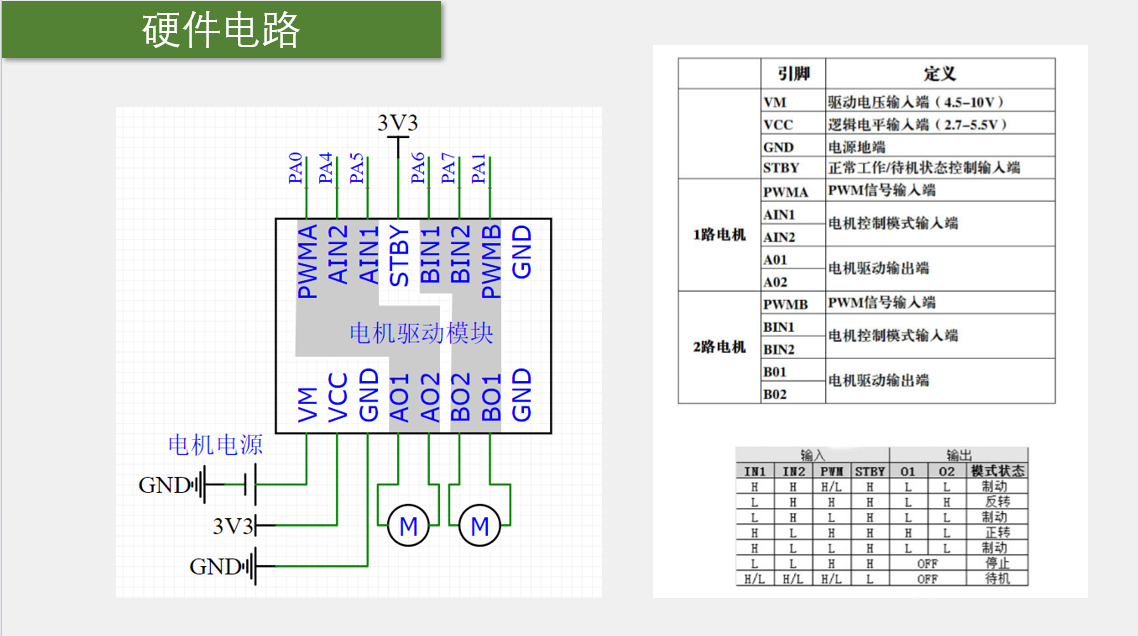 硬件电路
3V3
PA0 PA4 PA5 PA6 PA7 PA1
PWMA AIN2 AIN1 STBY BIN1 BIN2 PWMB GND
电机驱动模块
VM VCC GND AO1 AO2 BO2 BO1 GND
电机电源
GND
3V3
GND
M M
引脚 定义
VM 驱动电压输入端（4.5–10V）
VCC 逻辑电平输入端（2.7–5.5V）
GND 电源地端
STBY 正常工作/待机状态控制输入端
1路电机
PWMA PWM信号输入端
AIN1
AIN2
电机控制模式输入端
A01
A02
电机驱动输出端
2路电机
PWMB PWM信号输入端
BIN1
BIN2
电机控制模式输入端
B01
B02
电机驱动输出端
输入 输出
IN1 IN2 PWM STBY O1 O2 模式状态
H H H/L H L L 制动
L H H H L H 反转
L H L H L L 制动
H L H H H L 正转
H L L H L L 制动
L L H H OFF 停止
H/L H/L H/L L OFF 待机